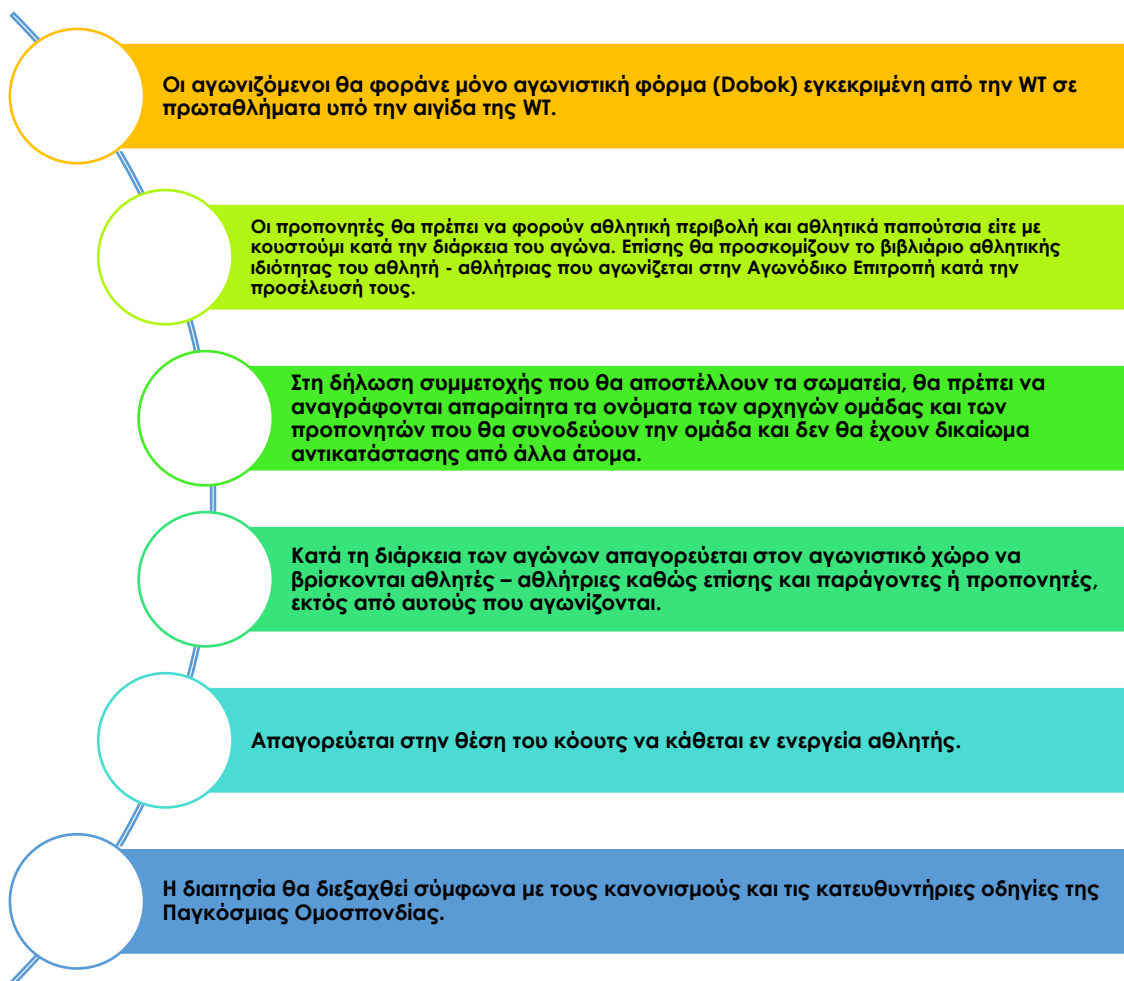 Οι αγωνιζόμενοι θα φοράνε μόνο αγωνιστική φόρμα (Dobok) εγκεκριμένη από την WT σε
πρωταθλήματα υπό την αιγίδα της WT.
Οι προπονητές θα πρέπει να φορούν αθλητική περιβολή και αθλητικά παπούτσια είτε με
κουστούμι κατά την διάρκεια του αγώνα. Επίσης θα προσκομίζουν το βιβλιάριο αθλητικής
ιδιότητας του αθλητή - αθλήτριας που αγωνίζεται στην Αγωνόδικο Επιτροπή κατά την
προσέλευσή τους.
Στη δήλωση συμμετοχής που θα αποστέλλουν τα σωματεία, θα πρέπει να
αναγράφονται απαραίτητα τα ονόματα των αρχηγών ομάδας και των
προπονητών που θα συνοδεύουν την ομάδα και δεν θα έχουν δικαίωμα
αντικατάστασης από άλλα άτομα.
Κατά τη διάρκεια των αγώνων απαγορεύεται στον αγωνιστικό χώρο να
βρίσκονται αθλητές – αθλήτριες καθώς επίσης και παράγοντες ή προπονητές,
εκτός από αυτούς που αγωνίζονται.
Απαγορεύεται στην θέση του κόουτς να κάθεται εν ενεργεία αθλητής.
Η διαιτησία θα διεξαχθεί σύμφωνα με τους κανονισμούς και τις κατευθυντήριες οδηγίες της
Παγκόσμιας Ομοσπονδίας.